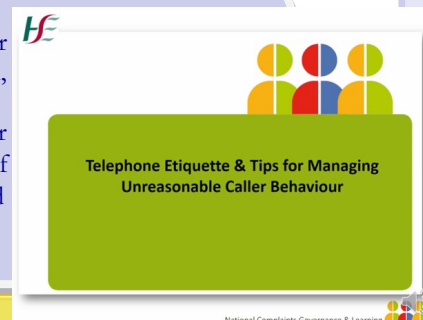 r
,
r
f
l
HSE
Telephone Etiquette & Tips for Managing
Unreasonable Caller Behaviour
National Complaints Governance & Learning